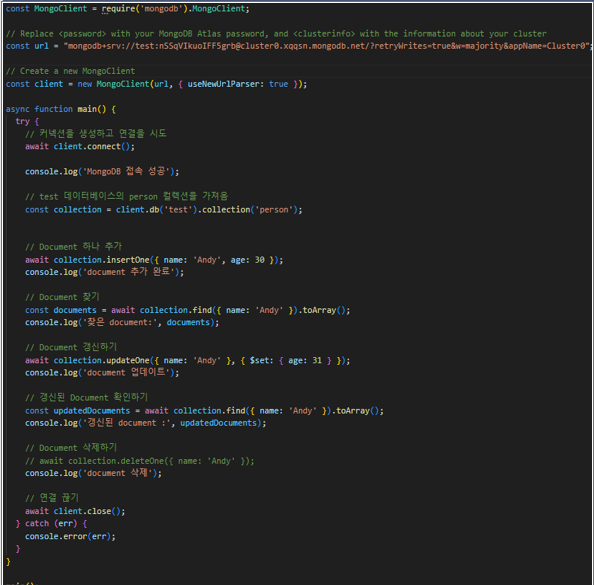 const MongoClient = require('mongodb').MongoClient;
// Replace <password> with your MongoDB Atlas password, and <clusterinfo> with the information about your cluster
const url = "mongodb+srv://test:nSSqVIkuoIFF5grb@cluster0.xqqsn.mongodb.net/?retryWrites=true&w=majority&appName=Cluster0";
// Create a new MongoClient
const client = new MongoClient(url, { useNewUrlParser: true });
async function main() {
try {
// 커넥션을 생성하고 연결을 시도
await client.connect();
console.log('MongoDB 접속 성공');
// test 데이터베이스의 person 컬렉션을 가져옴
const collection = client.db('test').collection('person');
// Document 하나 추가
await collection.insertOne({ name: 'Andy', age: 30 });
console.log('document 추가 완료');
// Document 찾기
const documents = await collection.find({ name: 'Andy' }).toArray();
console.log('찾은 document:', documents);
// Document 갱신하기
await collection.updateOne({ name: 'Andy' }, { $set: { age: 31 } });
console.log('document 업데이트');
// 갱신된 Document 확인하기
const updatedDocuments = await collection.find({ name: 'Andy' }).toArray();
console.log('갱신된 document :', updatedDocuments);
// Document 삭제하기
// await collection.deleteOne({ name: 'Andy' });
console.log('document 삭제');
// 연결 끊기
await client.close();
} catch (err) {
console.error(err);
}
}